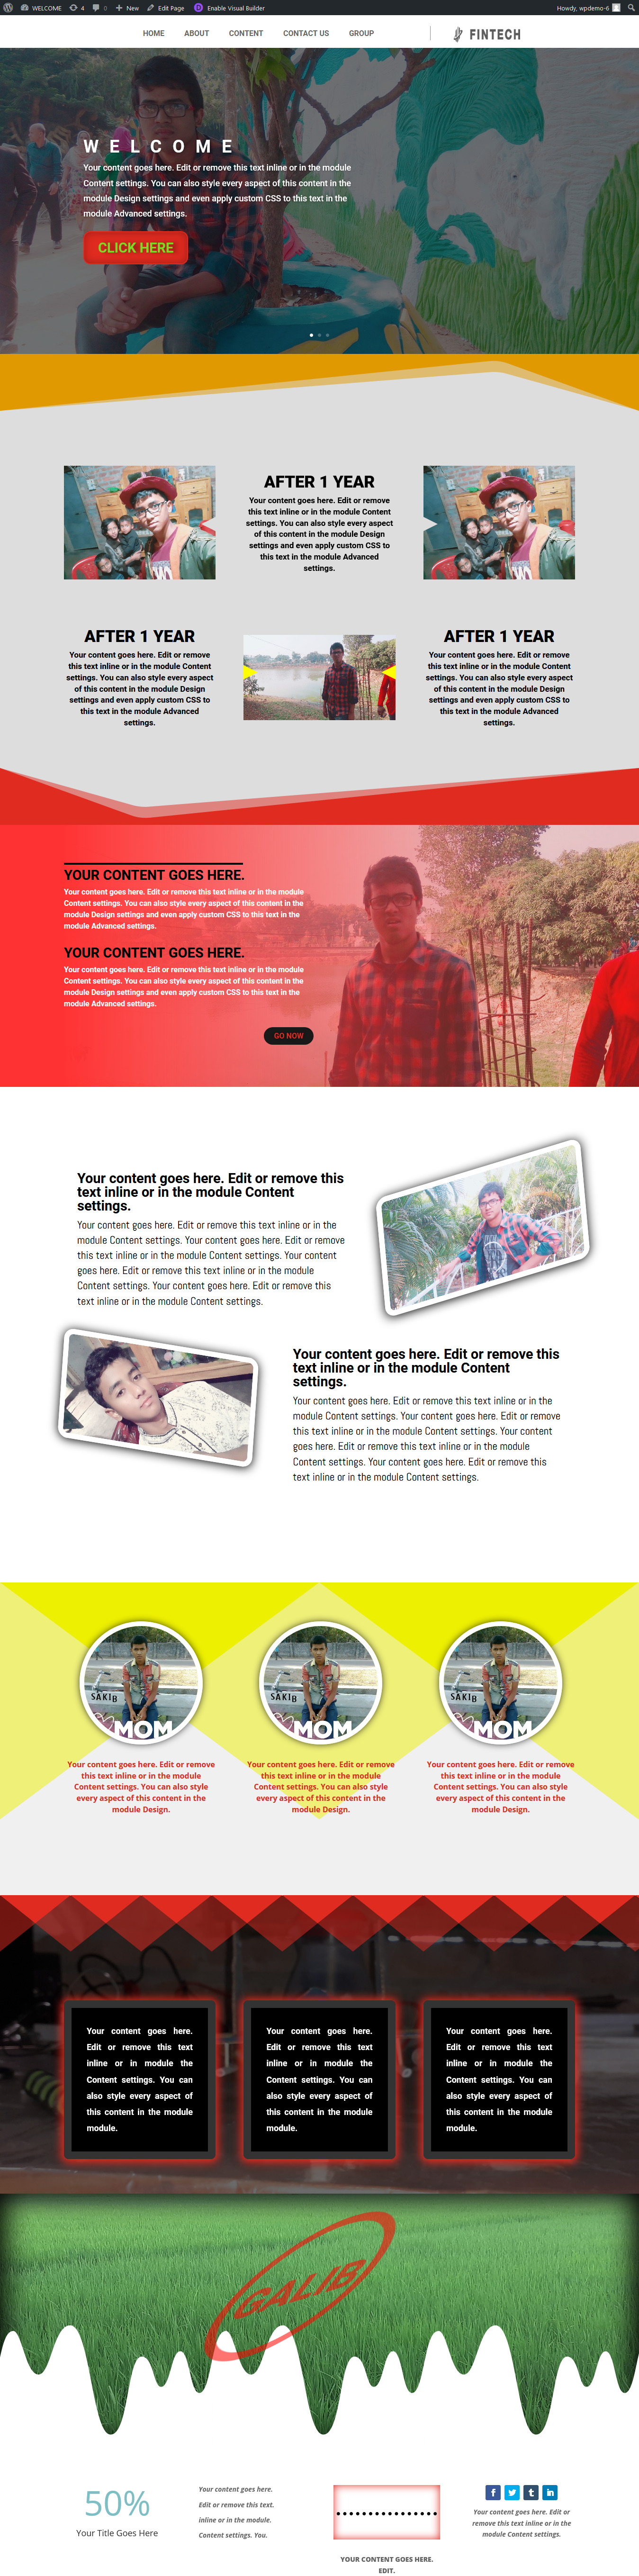 WELCOME 4 0 New Edit Page D Enable Visual Builder Howdy, wpdemo-6
HOME ABOUT CONTENT CONTACT US GROUP FINTECH
WELCOME
Your content goes here. Edit or remove this text inline or in the module
Content settings. You can also style every aspect of this content in the
module Design settings and even apply custom CSS to this text in the
module Advanced settings.
CLICK HERE
AFTER 1 YEAR
Your content goes here. Edit or remove
this text inline or in the module Content
settings. You can also style every aspect
of this content in the module Design
settings and even apply custom CSS to
this text in the module Advanced
settings.
AFTER 1 YEAR
Your content goes here. Edit or remove
this text inline or in the module Content
settings. You can also style every aspect
of this content in the module Design
settings and even apply custom CSS to
this text in the module Advanced
settings.
AFTER 1 YEAR
Your content goes here. Edit or remove
this text inline or in the module Content
settings. You can also style every aspect
of this content in the module Design
settings and even apply custom CSS to
this text in the module Advanced
settings.
YOUR CONTENT GOES HERE.
Your content goes here. Edit or remove this text inline or in the module
Content settings. You can also style every aspect of this content in the
module Design settings and even apply custom CSS to this text in the
module Advanced settings.
YOUR CONTENT GOES HERE.
Your content goes here. Edit or remove this text inline or in the module
Content settings. You can also style every aspect of this content in the
module Design settings and even apply custom CSS to this text in the
module Advanced settings.
GO NOW
Your content goes here. Edit or remove this
text inline or in the module Content
settings.
Your content goes here. Edit or remove this text inline or in the
module Content settings. Your content goes here. Edit or remove
this text inline or in the module Content settings. Your content
goes here. Edit or remove this text inline or in the module
Content settings. Your content goes here. Edit or remove this
text inline or in the module Content settings.
Your content goes here. Edit or remove this
text inline or in the module Content
settings.
Your content goes here. Edit or remove this text inline or in the
module Content settings. Your content goes here. Edit or remove
this text inline or in the module Content settings. Your content
goes here. Edit or remove this text inline or in the module
Content settings. Your content goes here. Edit or remove this
text inline or in the module Content settings.
SAKIB
MOM
Your content goes here. Edit or remove
this text inline or in the module
Content settings. You can also style
every aspect of this content in the
module Design.
SAKIB
MOM
Your content goes here. Edit or remove
this text inline or in the module
Content settings. You can also style
every aspect of this content in the
module Design.
SAKIB
MOM
Your content goes here. Edit or remove
this text inline or in the module
Content settings. You can also style
every aspect of this content in the
module Design.
Your content goes here.
Edit or remove this text
inline or in module the
Content settings. You can
also style every aspect of
this content in the module
module.
Your content goes here.
Edit or remove this text
inline or in module the
Content settings. You can
also style every aspect of
this content in the module
module.
Your content goes here.
Edit or remove this text
inline or in module the
Content settings. You can
also style every aspect of
this content in the module
module.
GALIB
50%
Your Title Goes Here
Your content goes here.
Edit or remove this text.
inline or in the module.
Content settings. You.
YOUR CONTENT GOES HERE.
EDIT.
f t in
Your content goes here. Edit or
remove this text inline or in the
module Content settings.